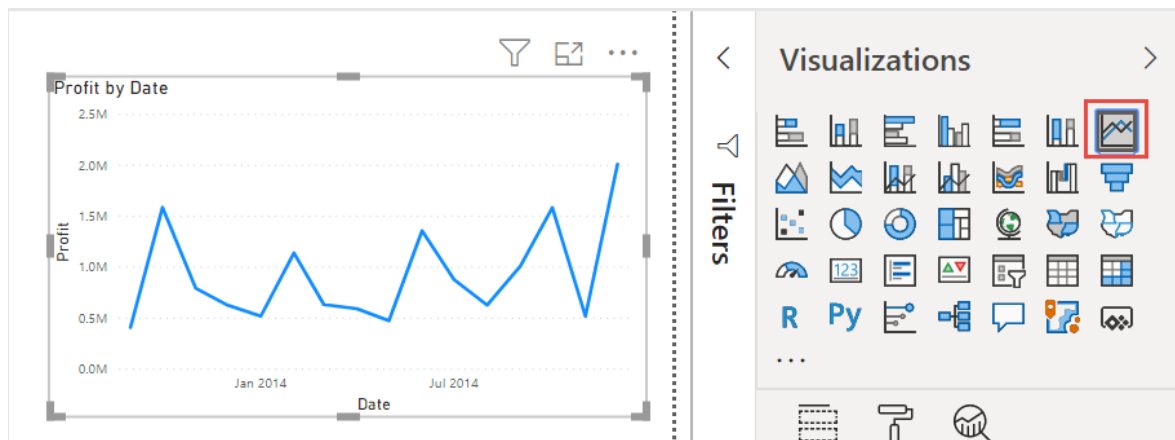 Profit by Date
2.5M
2.0M
1.5M
1.0M
0.5M
0.0M
Profit
Jan 2014
Jul 2014
Date
Filters
Visualizations
123
R
Py